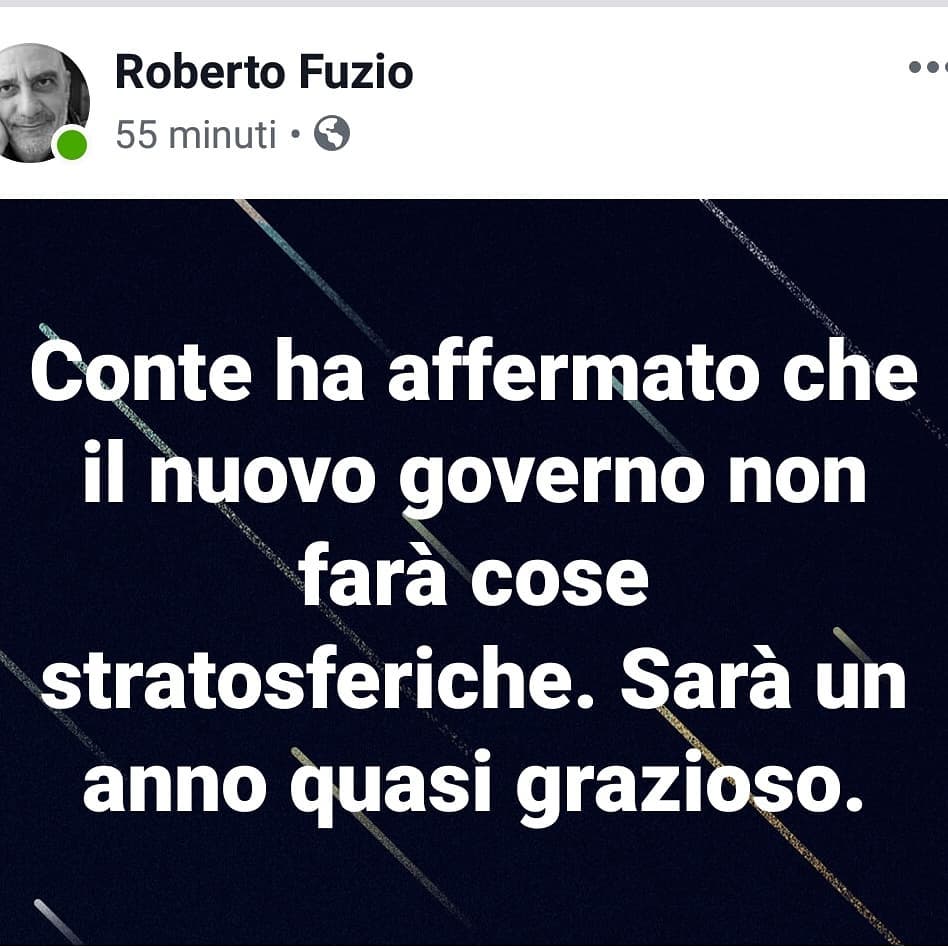 Roberto Fuzio
55 minuti •
Conte ha affermato che
il nuovo governo non
farà cose
stratosferiche. Sarà un
anno quasi grazioso.